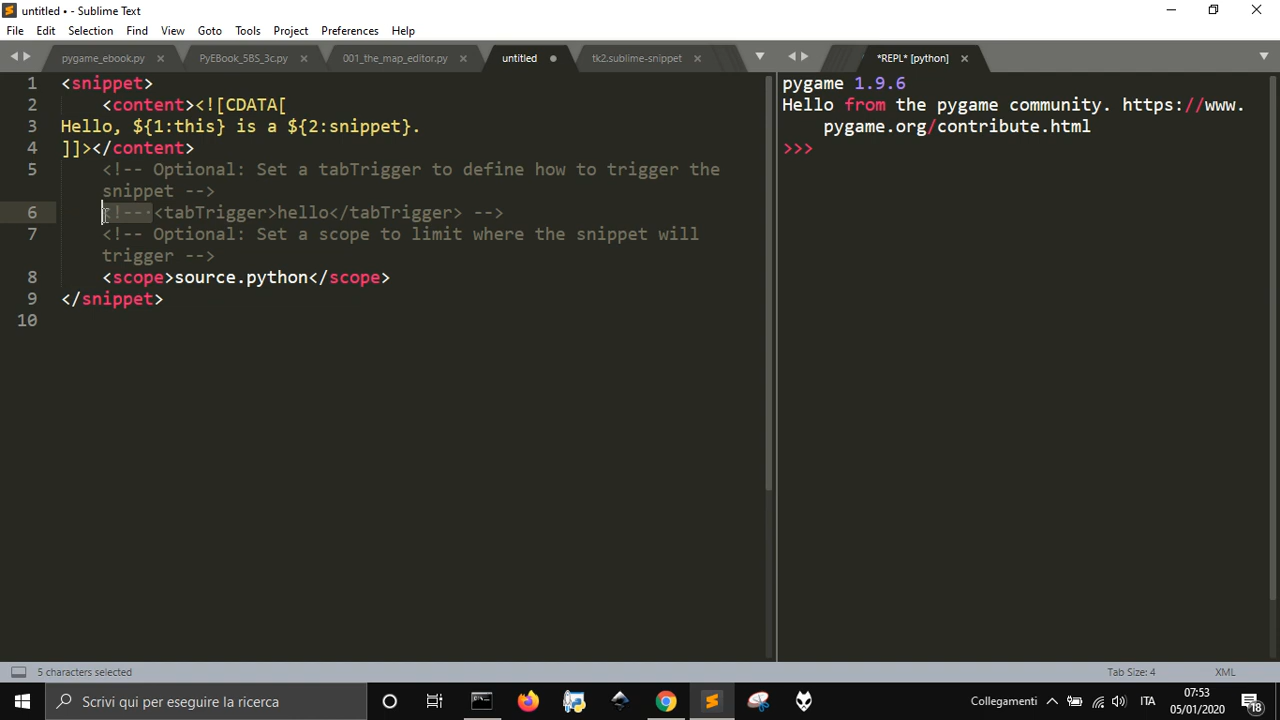 untitled • - Sublime Text
File Edit Selection Find View Goto Tools Project Preferences Help
pygame_ebook.py × PyEBook_5BS_3c.py × 001_the_map_editor.py × untitled tk2.sublime-snippet × *REPL* [python] ×
1 <snippet>
2 <content><![CDATA[
3 Hello, ${1:this} is a ${2:snippet}.
4 ]]></content>
5 <!-- Optional: Set a tabTrigger to define how to trigger the
snippet -->
6 <!-- <tabTrigger>hello</tabTrigger> -->
7 <!-- Optional: Set a scope to limit where the snippet will
trigger -->
8 <scope>source.python</scope>
9 </snippet>
10
pygame 1.9.6
Hello from the pygame community. https://www.
pygame.org/contribute.html
>>>
5 characters selected Tab Size: 4 XML
Scrivi qui per eseguire la ricerca Collegamenti ITA 07:53
05/01/2020 18